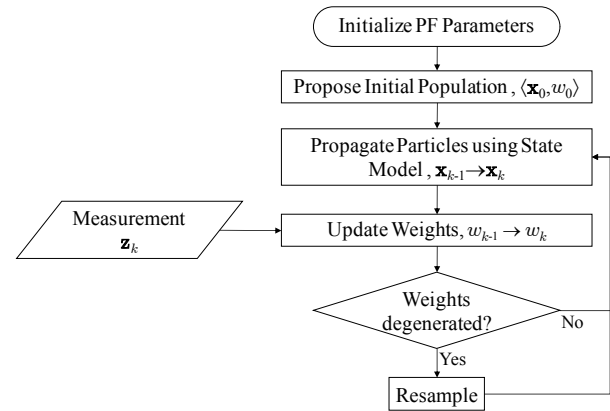 Initialize PF Parameters
Propose Initial Population , ⟨𝐱₀,w₀⟩
Propagate Particles using State
Model , 𝐱ₖ₋₁→𝐱ₖ
Measurement
𝐳ₖ
Update Weights, wₖ₋₁ → wₖ
Weights
degenerated?
No
Yes
Resample